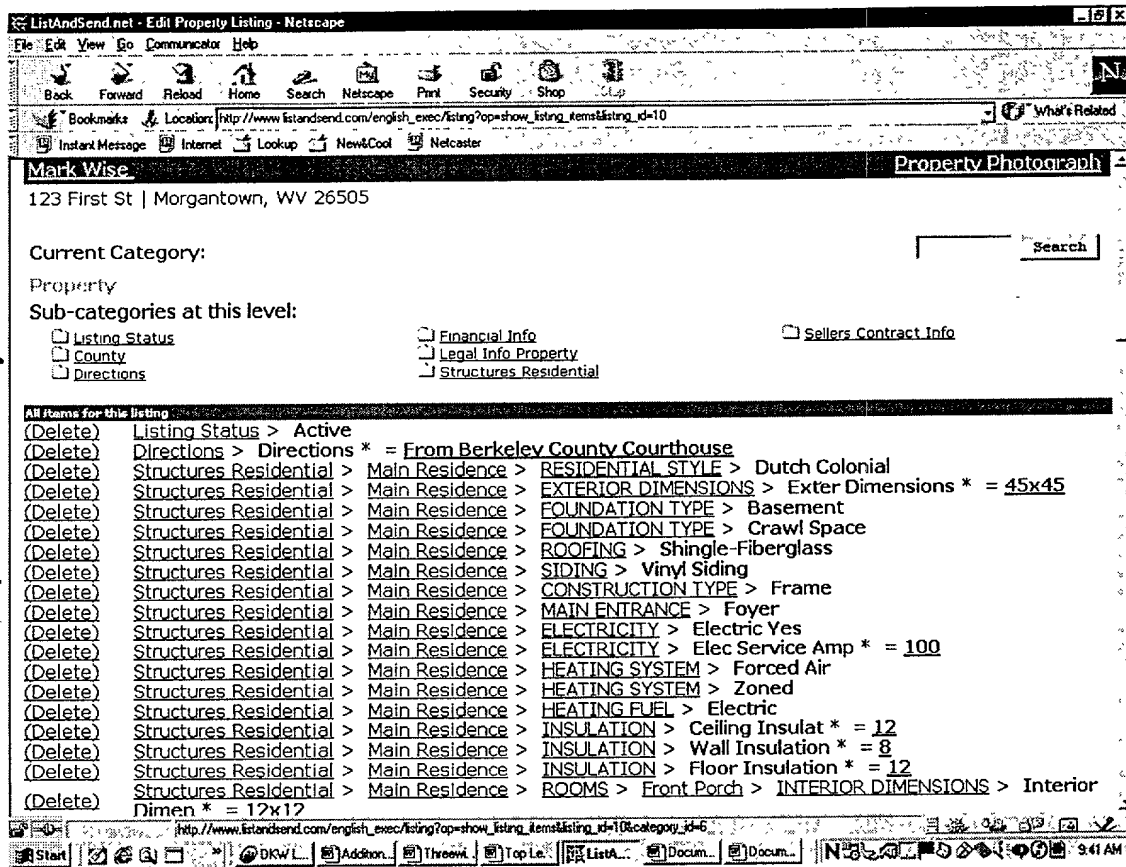 ListAndSend.net - Edit Property Listing - Netscape
File Edit View Go Communicator Help
Back Forward Reload Home Search Netscape Print Security Shop
Bookmarks Location: http://www.listandsend.com/english_exec/listing?op=show_listing_items&listing_id=10 What's Related
Instant Message Internet Lookup New&Cool Netcaster
Mark Wise Property Photograph
123 First St | Morgantown, WV 26505
Current Category: Search
Property
Sub-categories at this level:
Listing Status Financial Info Sellers Contract Info
County Legal Info Property
Directions Structures Residential
All items for this listing
(Delete) Listing Status > Active
(Delete) Directions > Directions * = From Berkeley County Courthouse
(Delete) Structures Residential > Main Residence > RESIDENTIAL STYLE > Dutch Colonial
(Delete) Structures Residential > Main Residence > EXTERIOR DIMENSIONS > Exter Dimensions * = 45x45
(Delete) Structures Residential > Main Residence > FOUNDATION TYPE > Basement
(Delete) Structures Residential > Main Residence > FOUNDATION TYPE > Crawl Space
(Delete) Structures Residential > Main Residence > ROOFING > Shingle-Fiberglass
(Delete) Structures Residential > Main Residence > SIDING > Vinyl Siding
(Delete) Structures Residential > Main Residence > CONSTRUCTION TYPE > Frame
(Delete) Structures Residential > Main Residence > MAIN ENTRANCE > Foyer
(Delete) Structures Residential > Main Residence > ELECTRICITY > Electric Yes
(Delete) Structures Residential > Main Residence > ELECTRICITY > Elec Service Amp * = 100
(Delete) Structures Residential > Main Residence > HEATING SYSTEM > Forced Air
(Delete) Structures Residential > Main Residence > HEATING SYSTEM > Zoned
(Delete) Structures Residential > Main Residence > HEATING FUEL > Electric
(Delete) Structures Residential > Main Residence > INSULATION > Ceiling Insulat * = 12
(Delete) Structures Residential > Main Residence > INSULATION > Wall Insulation * = 8
(Delete) Structures Residential > Main Residence > INSULATION > Floor Insulation * = 12
(Delete) Structures Residential > Main Residence > ROOMS > Front Porch > INTERIOR DIMENSIONS > Interior
Dimen * = 12x12
http://www.listandsend.com/english_exec/listing?op=show_listing_items&listing_id=10&category_id=6
Start DKW L... Addition... Threewi... Top Le... ListA... Docum... Docum... 9:41 AM